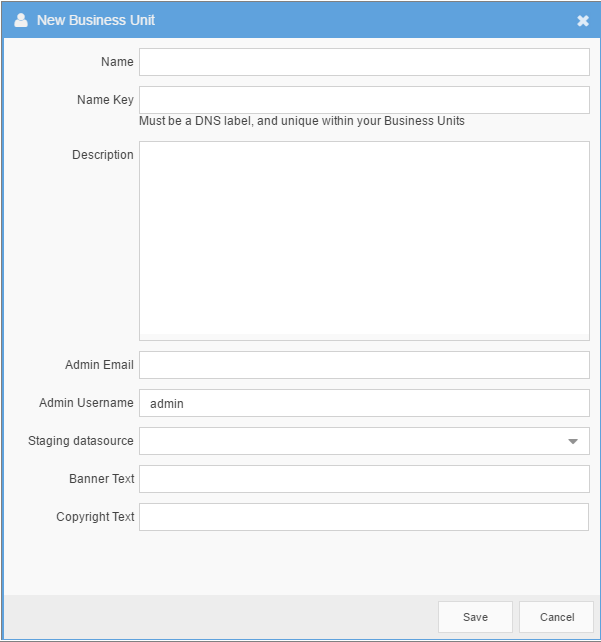 New Business Unit
Name
Name Key
Must be a DNS label, and unique within your Business Units
Description
Admin Email
Admin Username admin
Staging datasource
Banner Text
Copyright Text
Save Cancel